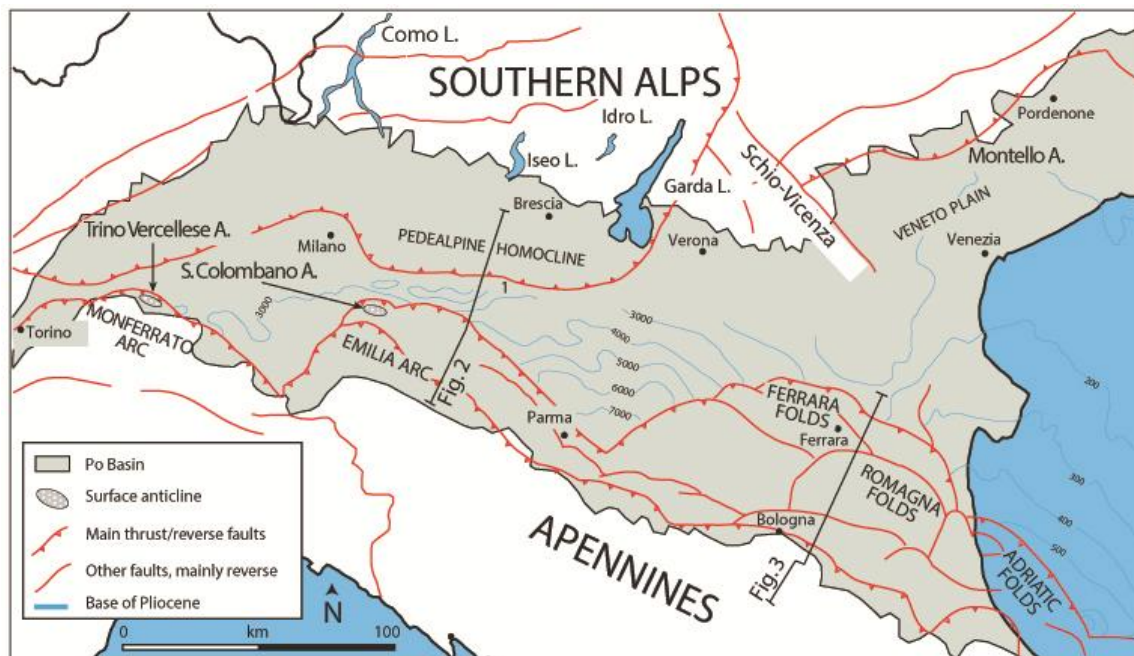 Como L.
SOUTHERN ALPS
Pordenone
Idro L.
Iseo L.
Montello A.
Schio-Vicenza
Garda L.
Brescia
VENETO PLAIN
Trino Vercellese A.
Milano
PEDEALPINE HOMOCLINE
Verona
Venezia
S. Colombano A.
1
3000
3000
4000
5000
6000
7000
200
Torino
MONFERRATO
ARC
EMILIA ARC
Fig. 2
Parma
FERRARA
FOLDS
Ferrara
300
ROMAGNA
FOLDS
400
500
Bologna
Fig.3
ADRIATIC
FOLDS
APENNINES
Po Basin
Surface anticline
Main thrust/reverse faults
Other faults, mainly reverse
Base of Pliocene
N
0 km 100